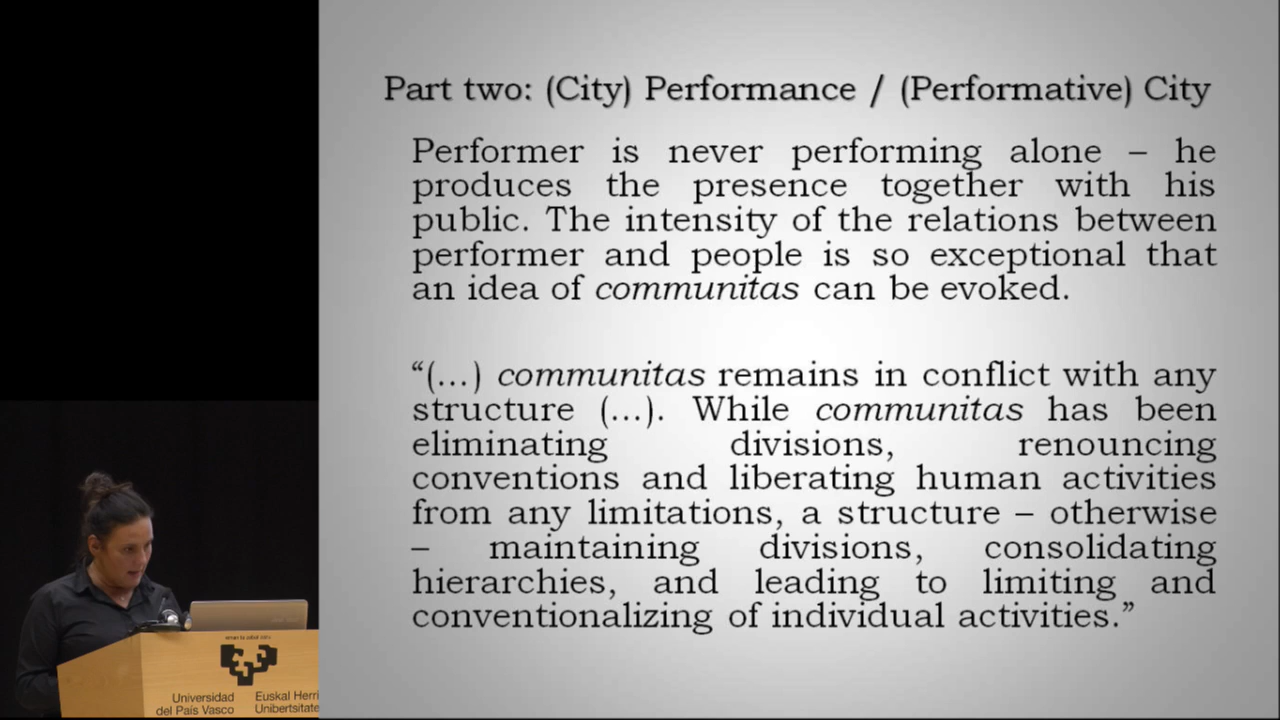 Part two: (City) Performance / (Performative) City
Performer is never performing alone – he
produces the presence together with his
public. The intensity of the relations between
performer and people is so exceptional that
an idea of communitas can be evoked.
“(...) communitas remains in conflict with any
structure (...). While communitas has been
eliminating divisions, renouncing
conventions and liberating human activities
from any limitations, a structure – otherwise
– maintaining divisions, consolidating
hierarchies, and leading to limiting and
conventionalizing of individual activities.”
Universidad
del País Vasco
Euskal Herri
Unibertsitate